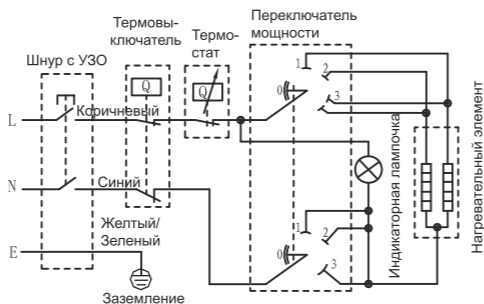 Термовы-
ключатель
Термо-
стат
Переключатель
мощности
Шнур с УЗО
Q
Q
1
2
3
0
L
Коричневый
N
Синий
Желтый/
Зеленый
E
Заземление
1
2
3
0
Индикаторная лампочка
Нагревательный элемент